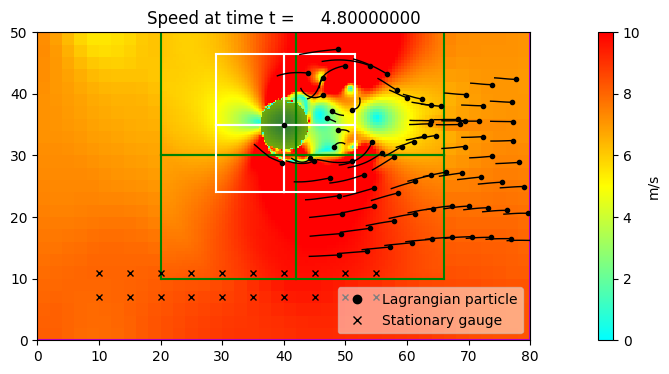 Speed at time t = 4.80000000
50
40
30
20
10
0
0 10 20 30 40 50 60 70 80
Lagrangian particle
Stationary gauge
10
8
6
4
2
0
m/s